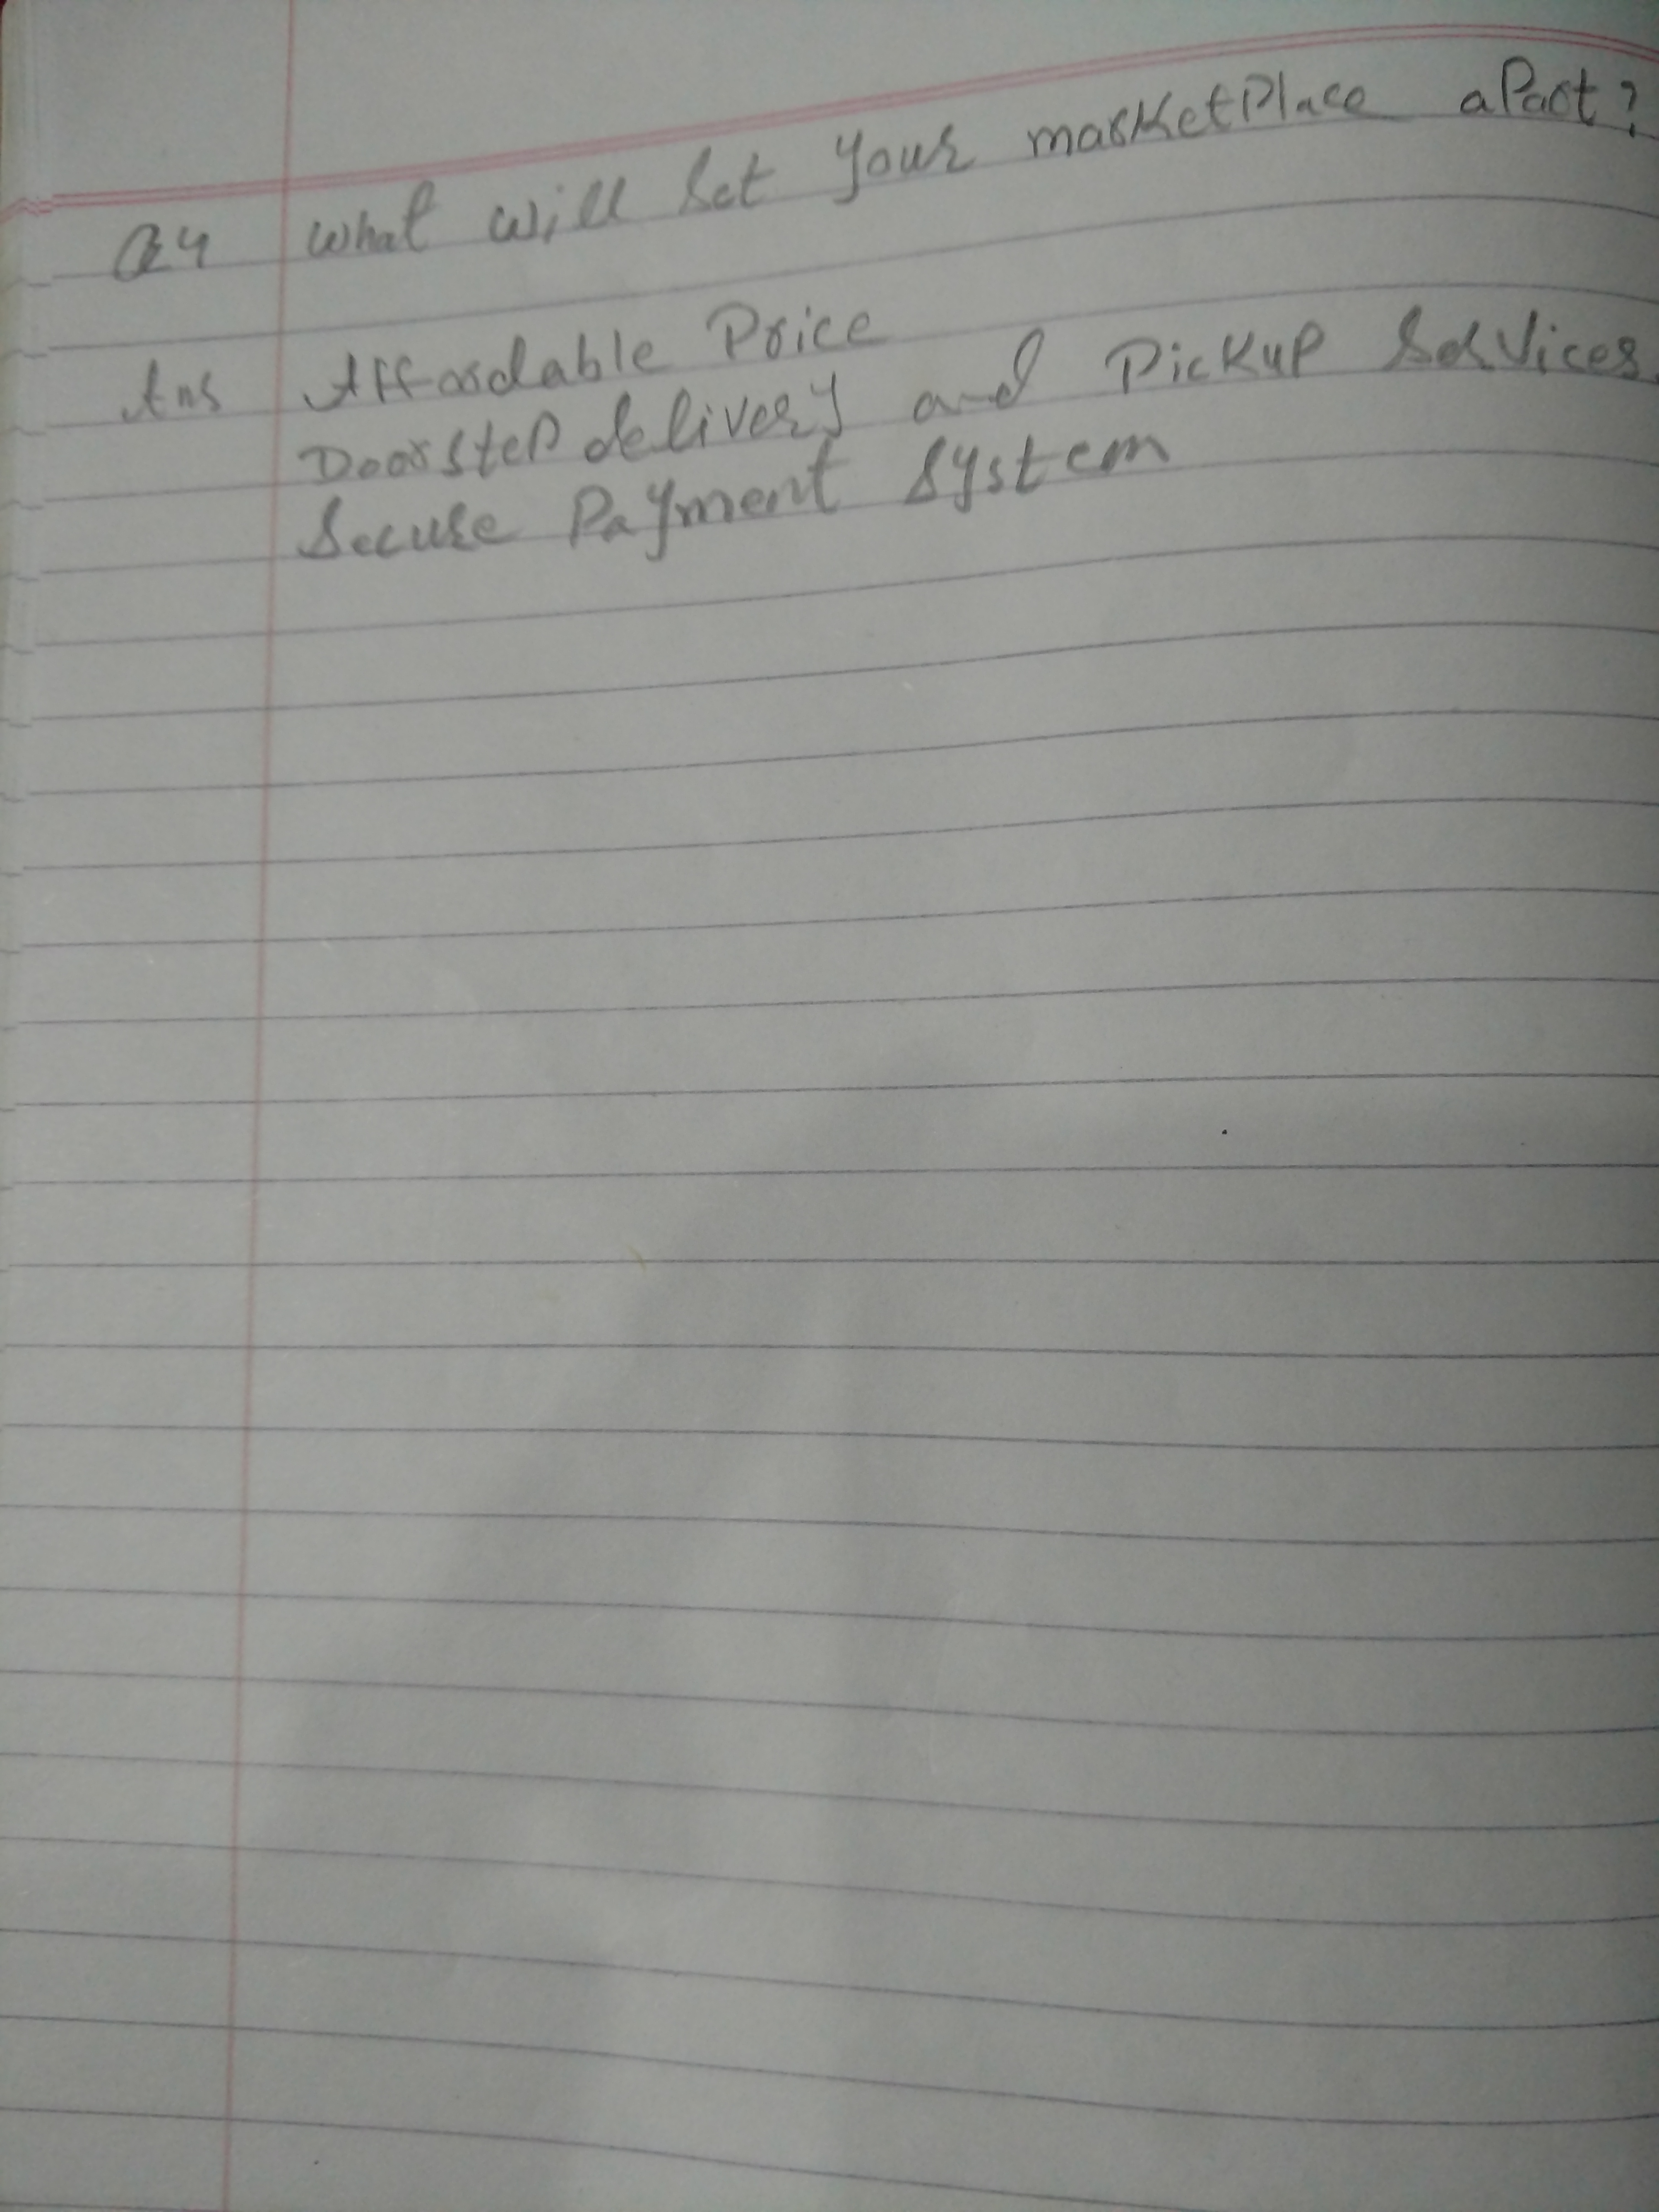 Q4 What will set your marketPlace aPart?
Ans Affordable Price
Doorstep delivery and Pickup Services.
Secure Payment System